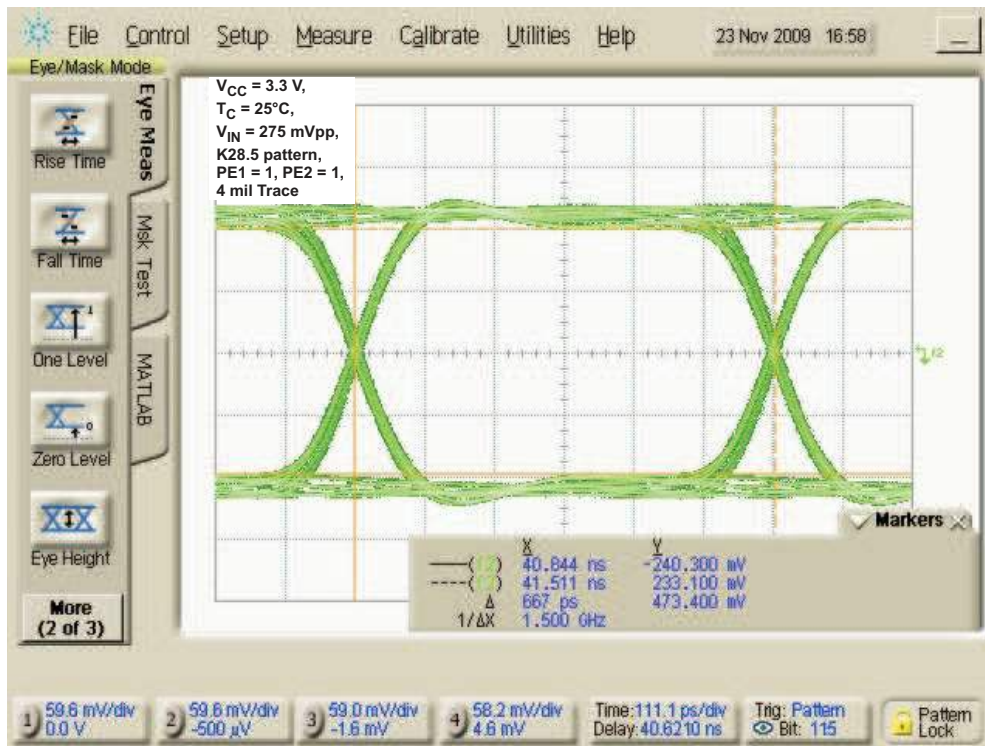 File Control Setup Measure Calibrate Utilities Help 23 Nov 2009 16:58
Eye/Mask Mode
Eye Meas
Msk Test
MATLAB
Rise Time
Fall Time
One Level
Zero Level
Eye Height
More
(2 of 3)
VCC = 3.3 V,
TC = 25°C,
VIN = 275 mVpp,
K28.5 pattern,
PE1 = 1, PE2 = 1,
4 mil Trace
Markers
X Y
40.844 ns -240.300 mV
41.511 ns 233.100 mV
Δ 667 ps 473.400 mV
1/ΔX 1.500 GHz
1) 59.6 mV/div
0.0 V
2) 59.6 mV/div
-500 µV
3) 59.0 mV/div
-1.6 mV
4) 58.2 mV/div
4.6 mV
Time:111.1 ps/div
Delay:40.6210 ns
Trig: Pattern
Bit: 115
Pattern
Lock